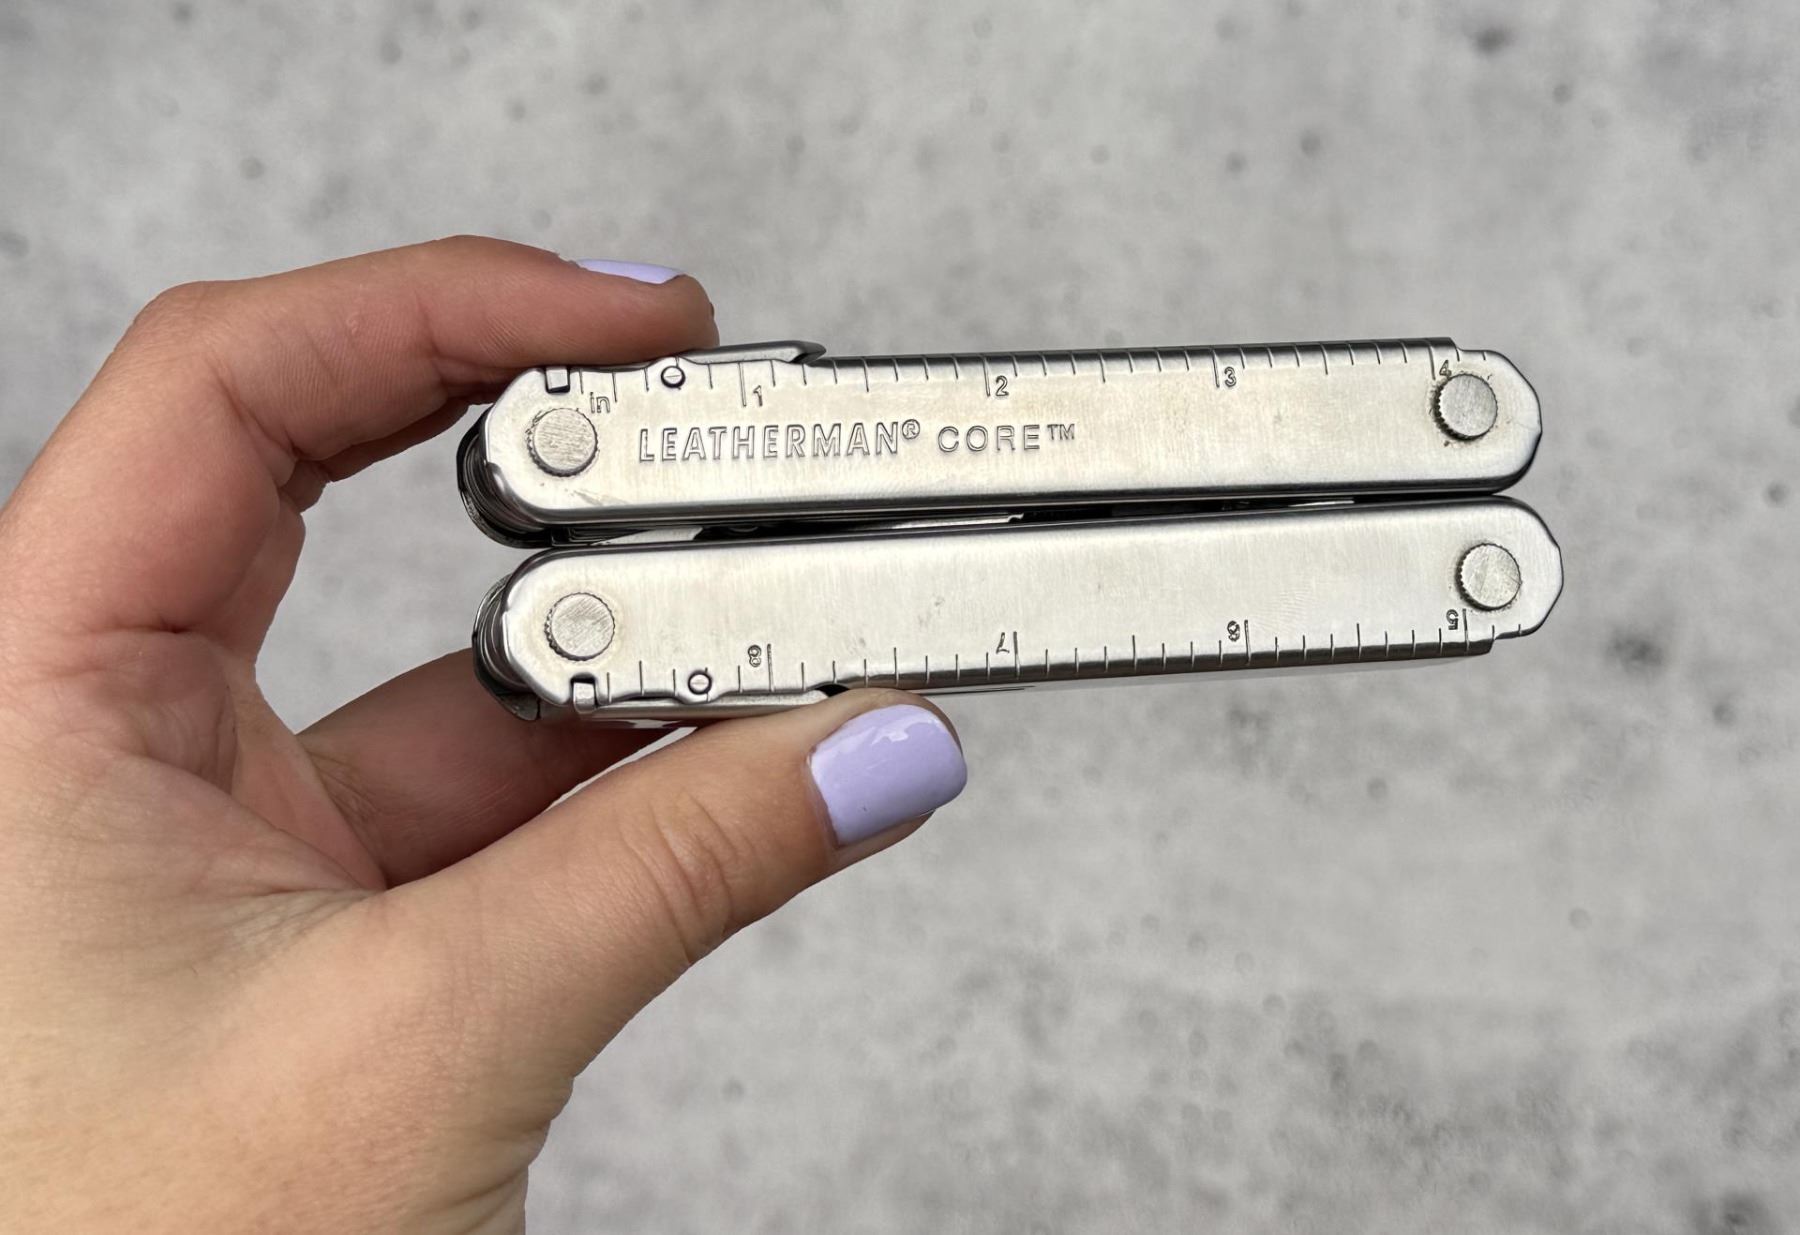 in 1 2 3 4
LEATHERMAN® CORE™
5 6 7 8